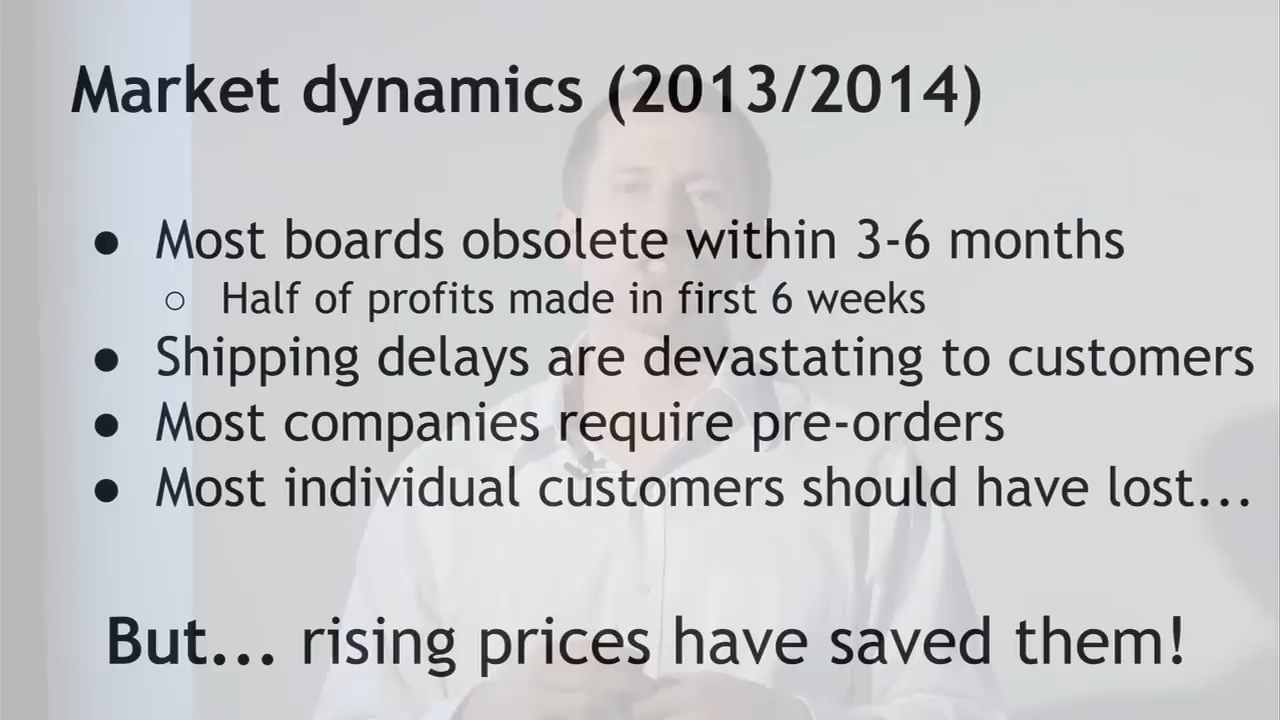 Market dynamics (2013/2014)
● Most boards obsolete within 3-6 months
○ Half of profits made in first 6 weeks
● Shipping delays are devastating to customers
● Most companies require pre-orders
● Most individual customers should have lost...
But... rising prices have saved them!